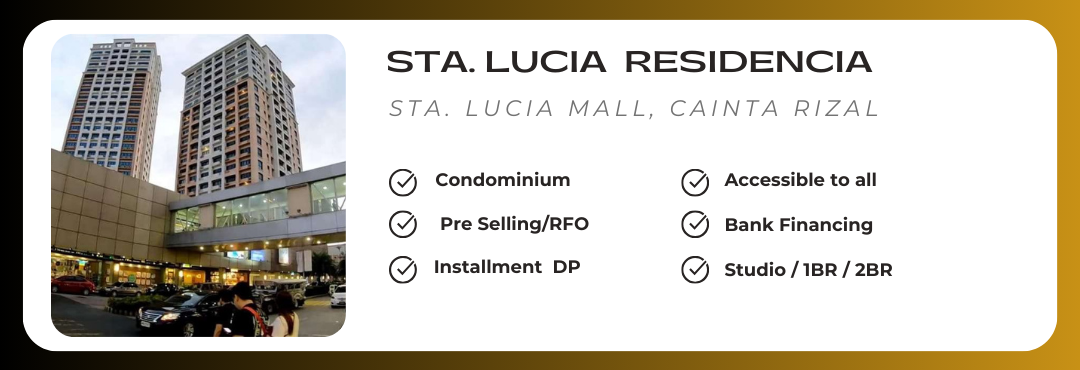 STA. LUCIA RESIDENCIA
STA. LUCIA MALL, CAINTA RIZAL
Condominium
Pre Selling/RFO
Installment DP
Accessible to all
Bank Financing
Studio / 1BR / 2BR